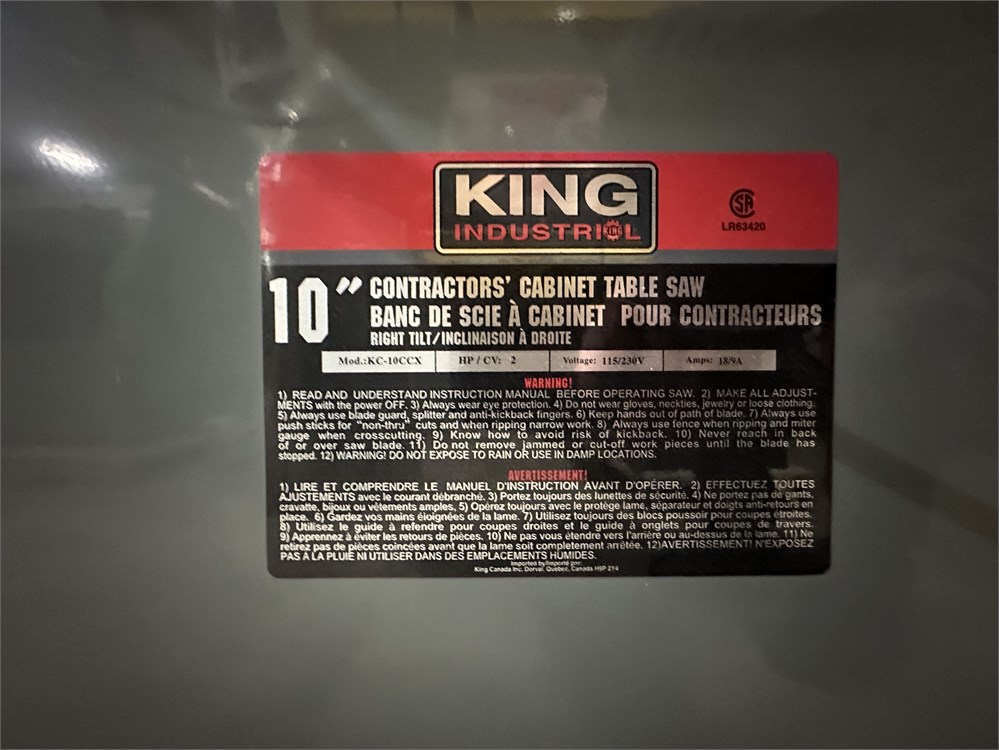 KING
INDUSTRIAL
KING
LR63420
10"
CONTRACTORS' CABINET TABLE SAW
BANC DE SCIE À CABINET POUR CONTRACTEURS
RIGHT TILT/INCLINAISON À DROITE
Mod.:KC-10CCX HP / CV: 2 Voltage: 115/230V Amps: 18/9A
WARNING!
1) READ AND UNDERSTAND INSTRUCTION MANUAL BEFORE OPERATING SAW. 2) MAKE ALL ADJUST-
MENTS with the power OFF. 3) Always wear eye protection. 4) Do not wear gloves, neckties, jewelry or loose clothing.
5) Always use blade guard, splitter and anti-kickback fingers. 6) Keep hands out of path of blade. 7) Always use
push sticks for "non-thru" cuts and when ripping narrow work. 8) Always use fence when ripping and miter
gauge when crosscutting. 9) Know how to avoid risk of kickback. 10) Never reach in back
of or over saw blade. 11) Do not remove jammed or cut-off work pieces until the blade has
stopped. 12) WARNING! DO NOT EXPOSE TO RAIN OR USE IN DAMP LOCATIONS.
AVERTISSEMENT!
1) LIRE ET COMPRENDRE LE MANUEL D'INSTRUCTION AVANT D'OPÉRER. 2) EFFECTUEZ TOUTES
AJUSTEMENTS avec le courant débranché. 3) Portez toujours des lunettes de sécurité. 4) Ne portez pas de gants,
cravatte, bijoux ou vêtements amples. 5) Opérez toujours avec le protège lame, séparateur et doigts anti-retours en
place. 6) Gardez vos mains éloignées de la lame. 7) Utilisez toujours des blocs poussoir pour coupes étroites.
8) Utilisez le guide à refendre pour coupes droites et le guide à onglets pour coupes de travers.
9) Apprennez à éviter les retours de pièces. 10) Ne pas vous étendre vers l'arrière ou au-dessus de la lame. 11) Ne
retirez pas de pièces coincées avant que la lame soit complètement arrêtée. 12)AVERTISSEMENT! N'EXPOSEZ
PAS A LA PLUIE NI UTILISER DANS DES EMPLACEMENTS HUMIDES.
Imported by/Importé par:
King Canada Inc. Dorval, Québec, Canada H9P 2Y4